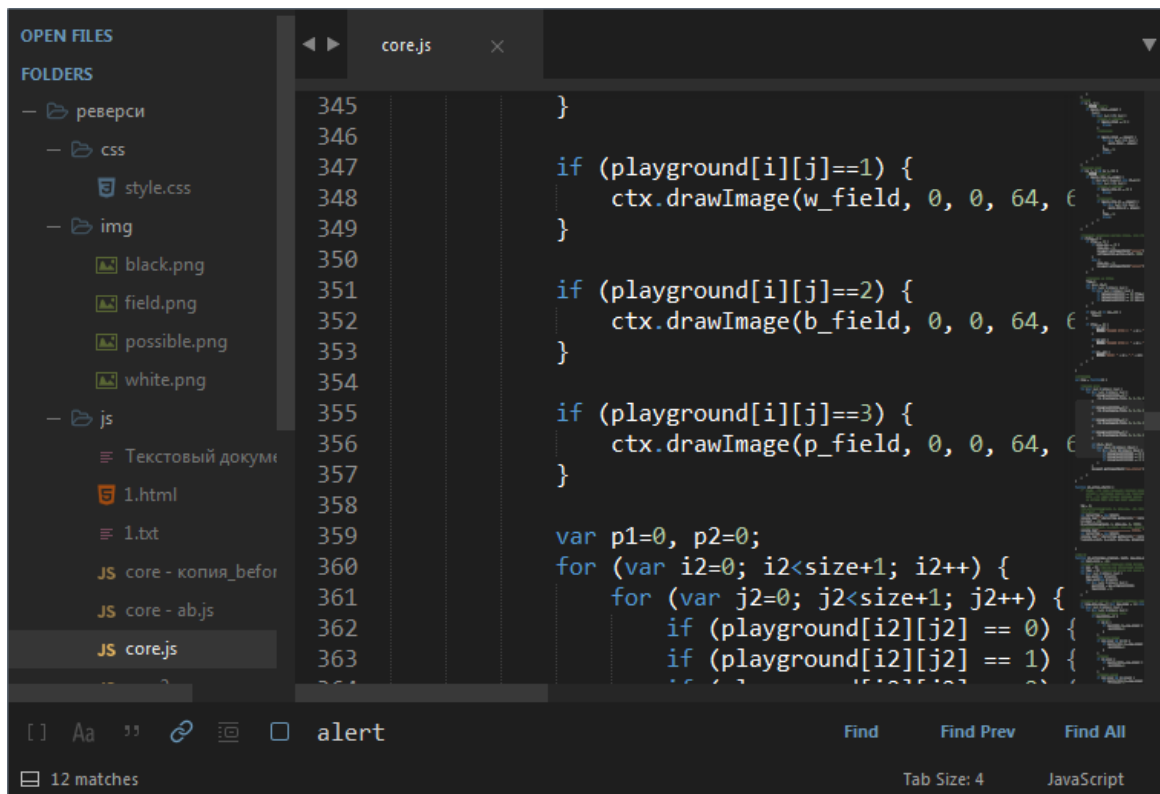 OPEN FILES
FOLDERS
реверси
css
style.css
img
black.png
field.png
possible.png
white.png
js
Текстовый докуме
1.html
1.txt
JS core - копия_befor
JS core - ab.js
JS core.js
core.js
345 }
346
347 if (playground[i][j]==1) {
348 ctx.drawImage(w_field, 0, 0, 64, 6
349 }
350
351 if (playground[i][j]==2) {
352 ctx.drawImage(b_field, 0, 0, 64, 6
353 }
354
355 if (playground[i][j]==3) {
356 ctx.drawImage(p_field, 0, 0, 64, 6
357 }
358
359 var p1=0, p2=0;
360 for (var i2=0; i2<size+1; i2++) {
361 for (var j2=0; j2<size+1; j2++) {
362 if (playground[i2][j2] == 0) {
363 if (playground[i2][j2] == 1) {
[] Aa " alert Find Find Prev Find All
12 matches Tab Size: 4 JavaScript